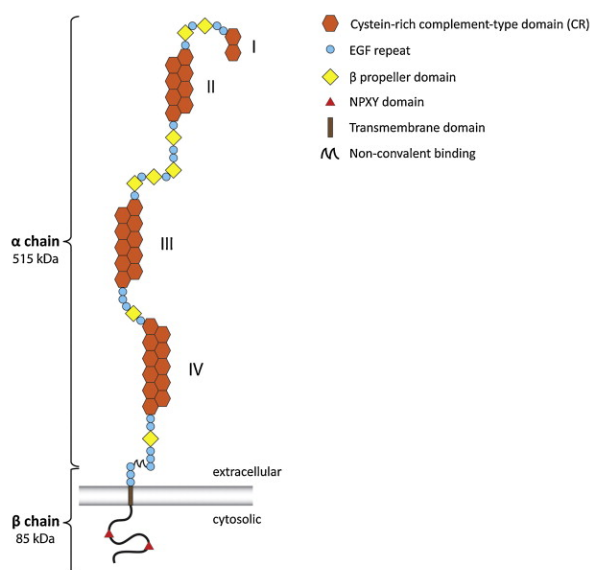 Cystein-rich complement-type domain (CR)
EGF repeat
β propeller domain
NPXY domain
Transmembrane domain
Non-convalent binding
I
II
III
IV
α chain
515 kDa
extracellular
cytosolic
β chain
85 kDa